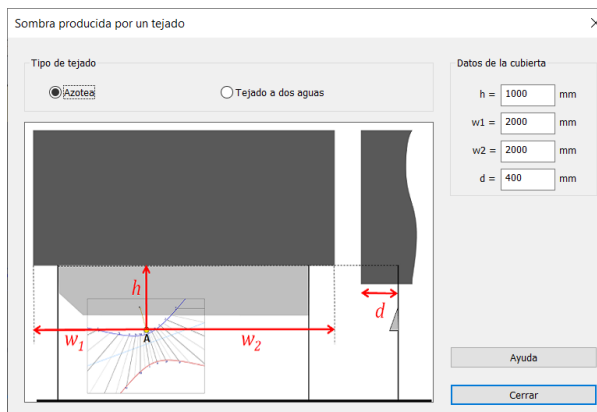 Sombra producida por un tejado
Tipo de tejado
Azotea
Tejado a dos aguas
Datos de la cubierta
h = 1000 mm
w1 = 2000 mm
w2 = 2000 mm
d = 400 mm
h
d
A
w1
w2
Ayuda
Cerrar